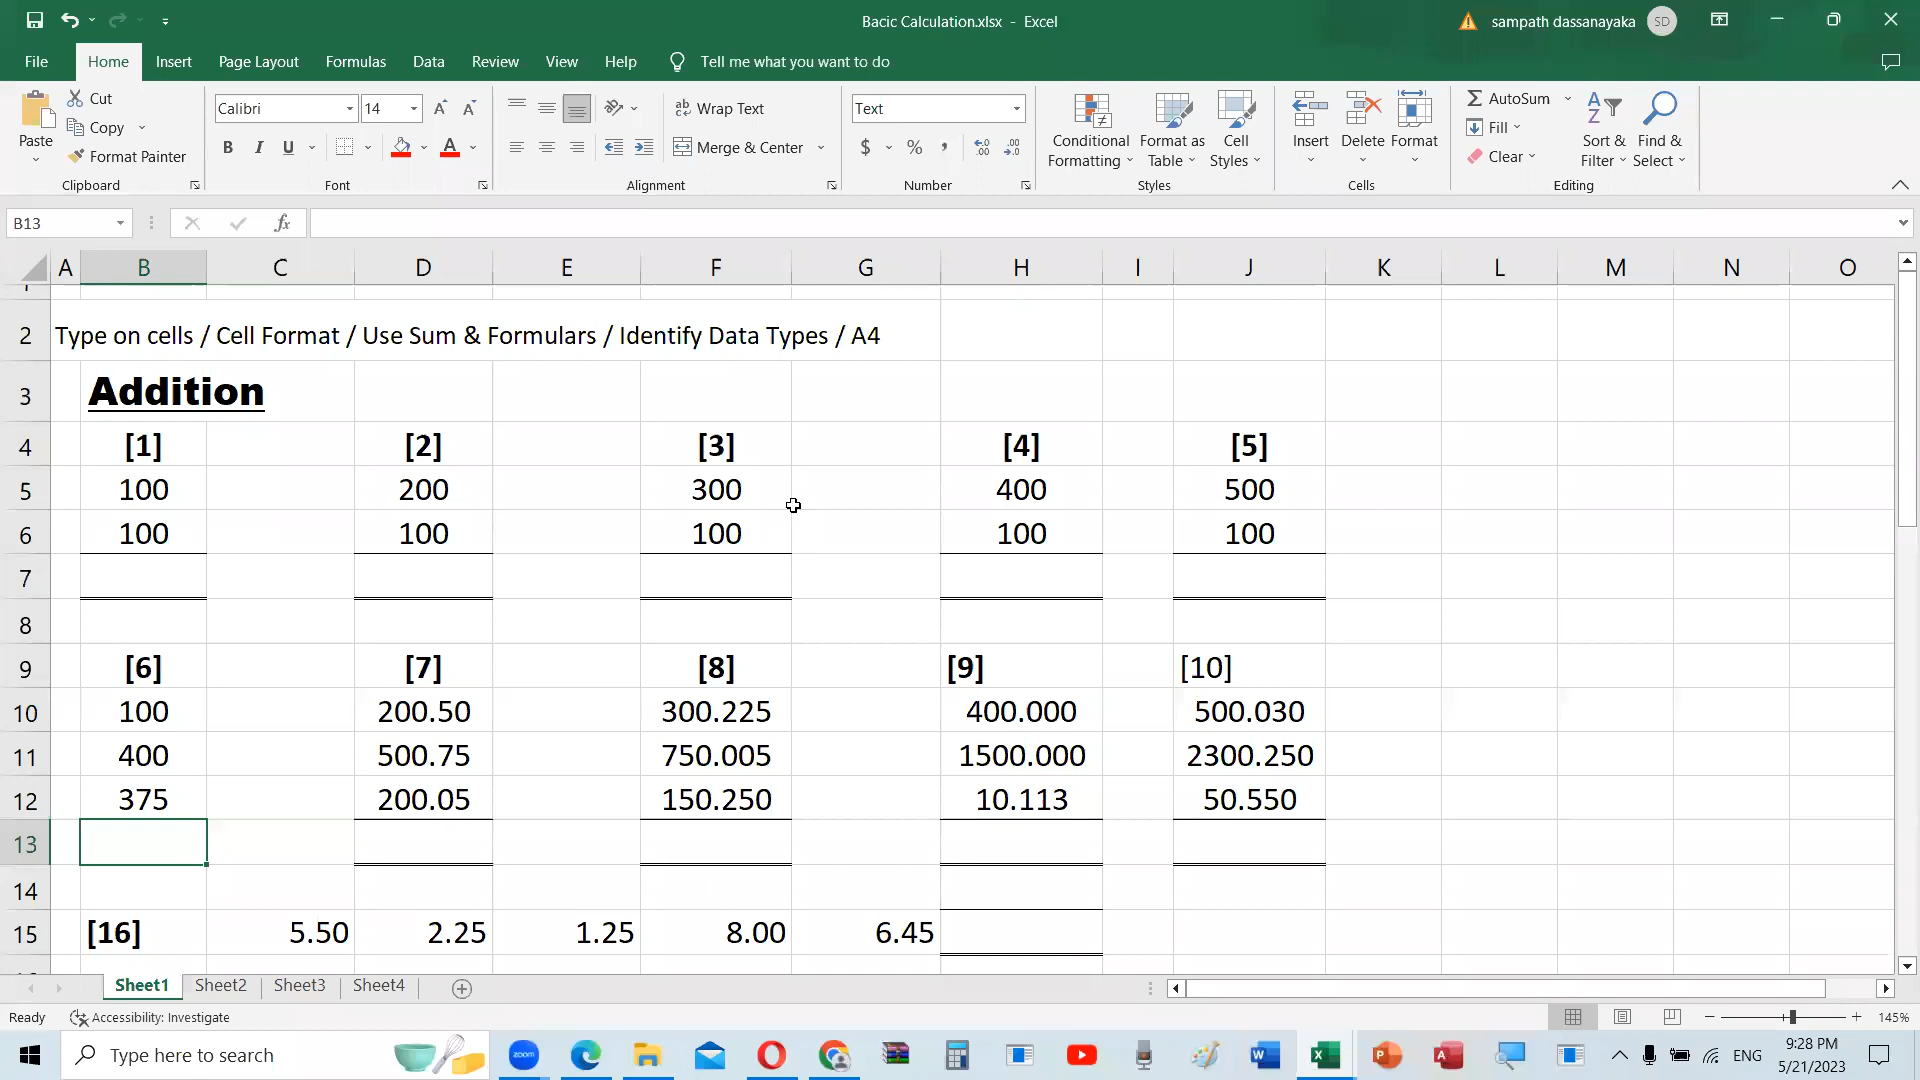 Bacic Calculation.xlsx - Excel
sampath dassanayaka SD
File Home Insert Page Layout Formulas Data Review View Help Tell me what you want to do
Paste
Cut
Copy
Format Painter
Clipboard
Calibri 14
B I U
Font
Wrap Text
Merge & Center
Alignment
Text
$ % ,
Number
Conditional Formatting
Format as Table
Cell Styles
Styles
Insert Delete Format
Cells
AutoSum
Fill
Clear
Sort & Filter
Find & Select
Editing
B13 fx
A B C D E F G H I J K L M N O
2 Type on cells / Cell Format / Use Sum & Formulars / Identify Data Types / A4
3 Addition
4 [1] [2] [3] [4] [5]
5 100 200 300 400 500
6 100 100 100 100 100
7
8
9 [6] [7] [8] [9] [10]
10 100 200.50 300.225 400.000 500.030
11 400 500.75 750.005 1500.000 2300.250
12 375 200.05 150.250 10.113 50.550
13
14
15 [16] 5.50 2.25 1.25 8.00 6.45
Sheet1 Sheet2 Sheet3 Sheet4
Ready Accessibility: Investigate 145%
Type here to search zoom ENG 9:28 PM
5/21/2023